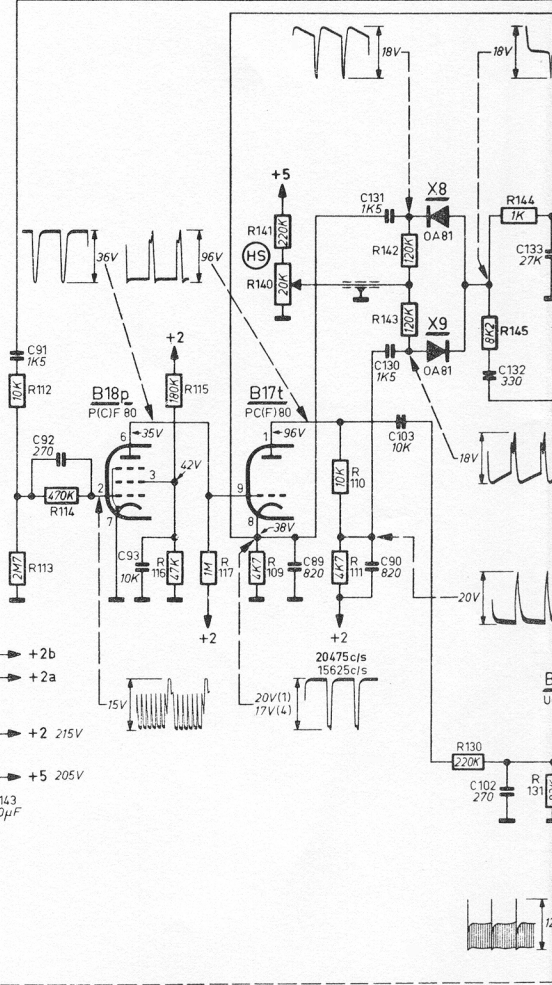 18V
18V
+5
C131
1K5
X8
OA81
R144
1K
R141
220K
R142
120K
C133
27K
HS
R140
20K
36V
96V
R143
120K
X9
OA81
8K2
R145
C91
1K5
+2
C130
1K5
C132
330
10K
R112
180K
R115
B18p
P(C)F 80
B17t
PC(F)80
6
35V
1
96V
C103
10K
C92
270
3
42V
18V
10K
R
110
470K
R114
2
7
9
8
38V
2M7
R113
C93
10K
R
116
47K
1M
R
117
4K7
R
109
C89
820
4K7
R
111
C90
820
20V
+2
+2
20475c/s
15625c/s
+2b
+2a
15V
20V(1)
17V(4)
B
U
+2 215V
R130
220K
+5 205V
C102
270
R
131
143
0µF
12